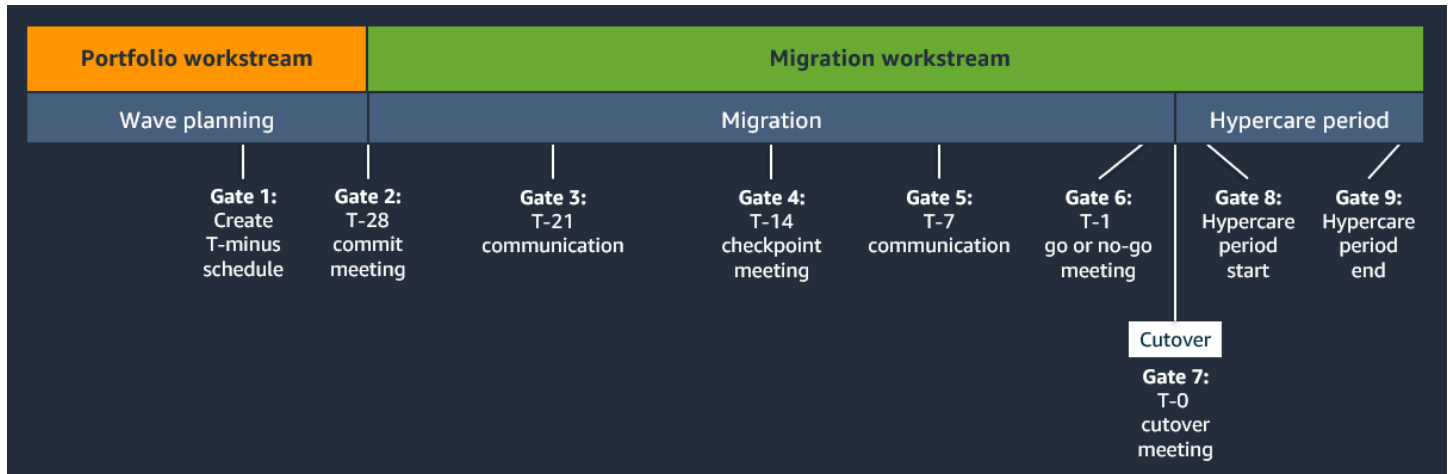 Portfolio workstream
Migration workstream
Wave planning
Migration
Hypercare period
Gate 1:
Create
T-minus
schedule
Gate 2:
T-28
commit
meeting
Gate 3:
T-21
communication
Gate 4:
T-14
checkpoint
meeting
Gate 5:
T-7
communication
Gate 6:
T-1
go or no-go
meeting
Gate 8:
Hypercare
period
start
Gate 9:
Hypercare
period
end
Cutover
Gate 7:
T-0
cutover
meeting